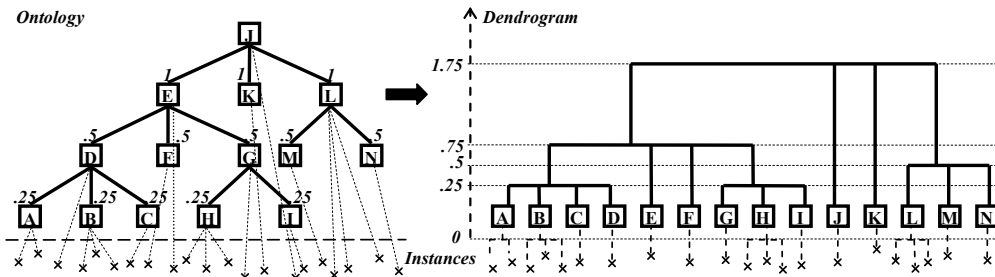 Ontology
Dendrogram
J
1 1 1
1.75
E K L
.5 .5 .5 .5 .5
D F G M N
.75
.5
.25 .25 .25 .25 .25
.25
A B C H I
A B C D E F G H I J K L M N
0
Instances